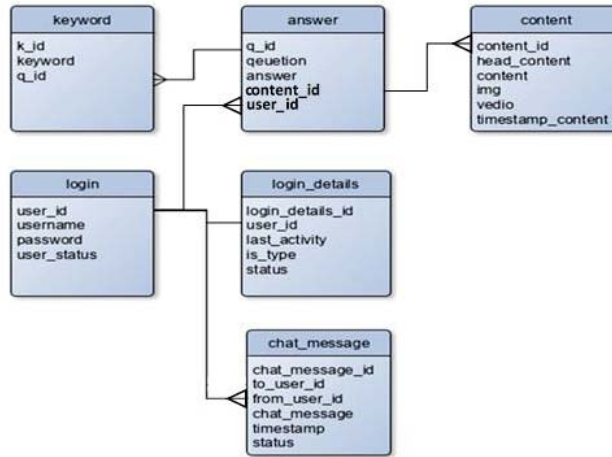 keyword
k_id
keyword
q_id
answer
q_id
qeuetion
answer
content_id
user_id
content
content_id
head_content
content
img
vedio
timestamp_content
login
user_id
username
password
user_status
login_details
login_details_id
user_id
last_activity
is_type
status
chat_message
chat_message_id
to_user_id
from_user_id
chat_message
timestamp
status